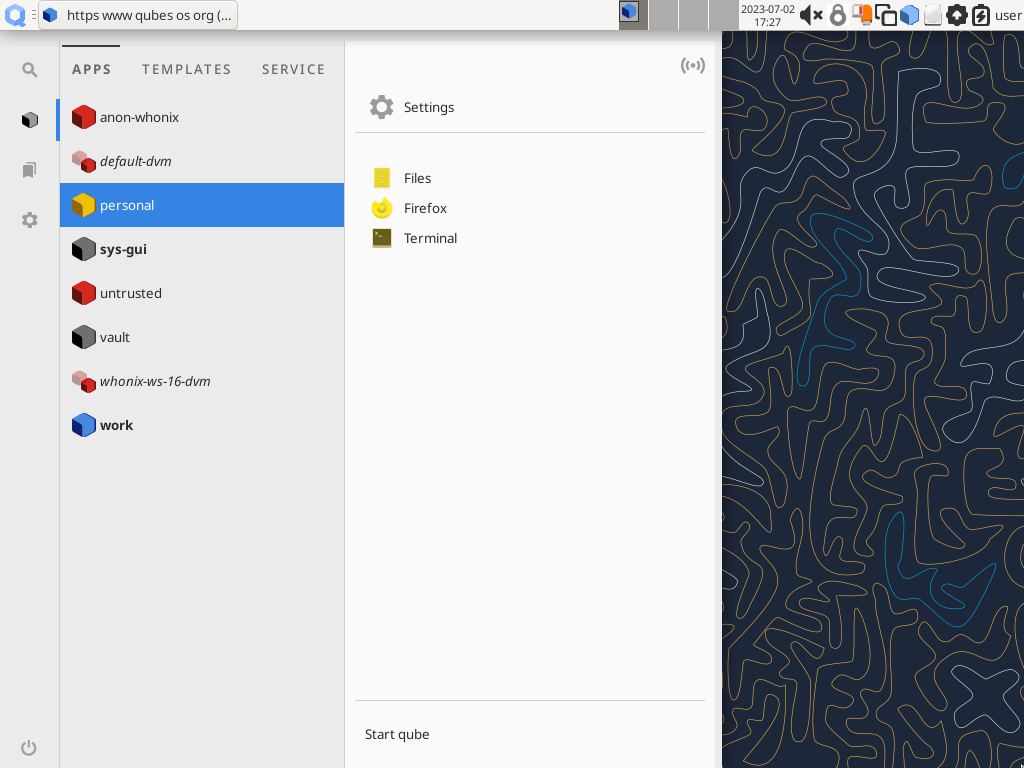 https www qubes os org (...
2023-07-02
17:27
user
APPS TEMPLATES SERVICE
anon-whonix
default-dvm
personal
sys-gui
untrusted
vault
whonix-ws-16-dvm
work
Settings
Files
Firefox
Terminal
Start qube